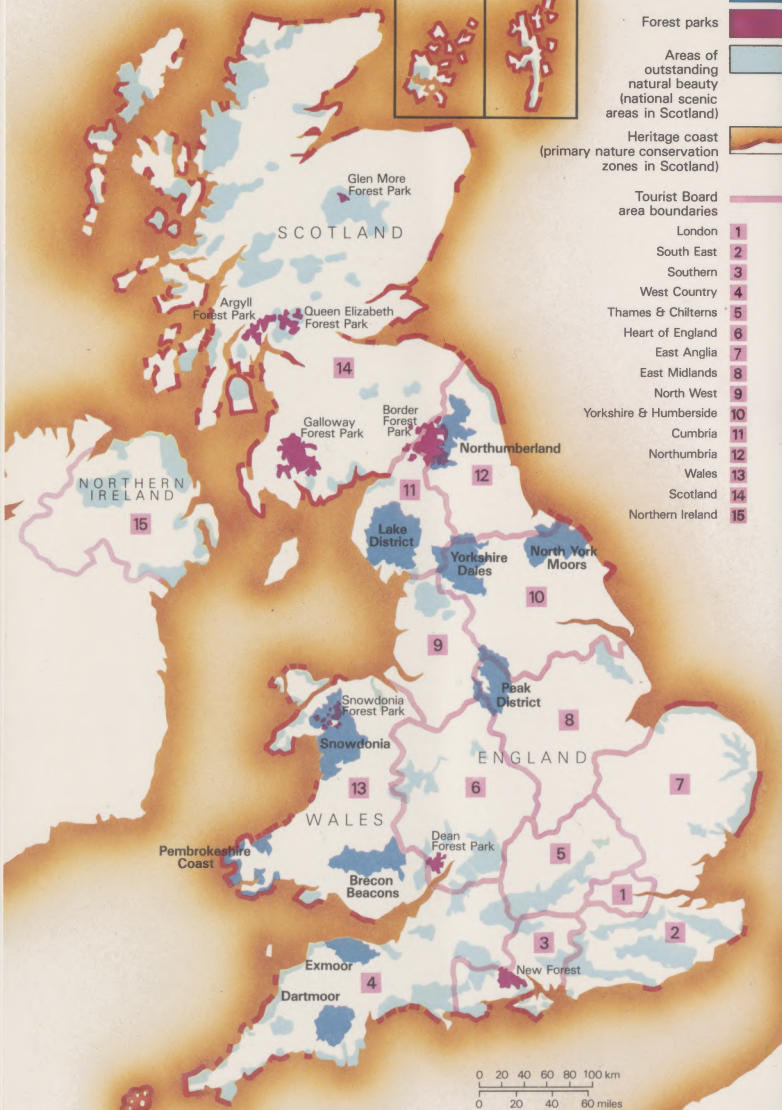 Forest parks
Areas of
outstanding
natural beauty
(national scenic
areas in Scotland)
Heritage coast
(primary nature conservation
zones in Scotland)
Tourist Board
area boundaries
London 1
South East 2
Southern 3
West Country 4
Thames & Chilterns 5
Heart of England 6
East Anglia 7
East Midlands 8
North West 9
Yorkshire & Humberside 10
Cumbria 11
Northumbria 12
Wales 13
Scotland 14
Northern Ireland 15
Glen More
Forest Park
SCOTLAND
Argyll
Forest Park
Queen Elizabeth
Forest Park
14
Galloway
Forest Park
Border
Forest
Park
Northumberland
12
11
NORTHERN
IRELAND
15
Lake
District
Yorkshire
Dales
North York
Moors
10
9
Peak
District
Snowdonia
Forest Park
Snowdonia
8
ENGLAND
13
6
7
WALES
Dean
Forest Park
Pembrokeshire
Coast
Brecon
Beacons
5
1
2
3
Exmoor
4
New Forest
Dartmoor
0 20 40 60 80 100 km
0 20 40 60 miles